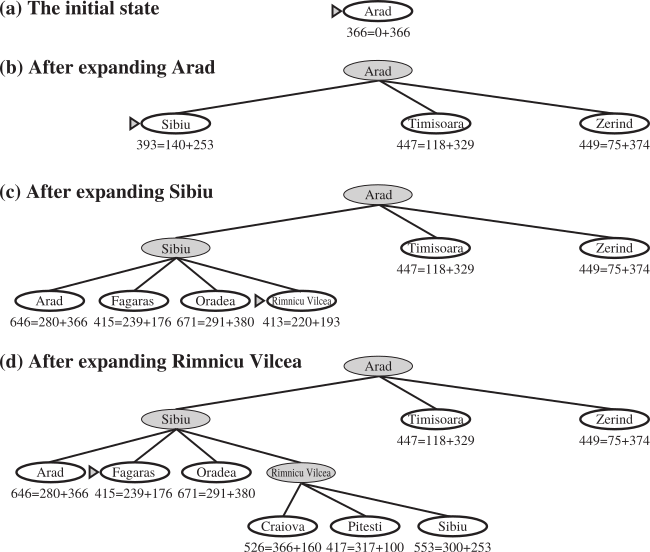 (a) The initial state
Arad
366=0+366
(b) After expanding Arad
Arad
Sibiu Timisoara Zerind
393=140+253 447=118+329 449=75+374
(c) After expanding Sibiu
Arad
Sibiu Timisoara Zerind
447=118+329 449=75+374
Arad Fagaras Oradea Rimnicu Vilcea
646=280+366 415=239+176 671=291+380 413=220+193
(d) After expanding Rimnicu Vilcea
Arad
Sibiu Timisoara Zerind
447=118+329 449=75+374
Arad Fagaras Oradea Rimnicu Vilcea
646=280+366 415=239+176 671=291+380
Craiova Pitesti Sibiu
526=366+160 417=317+100 553=300+253